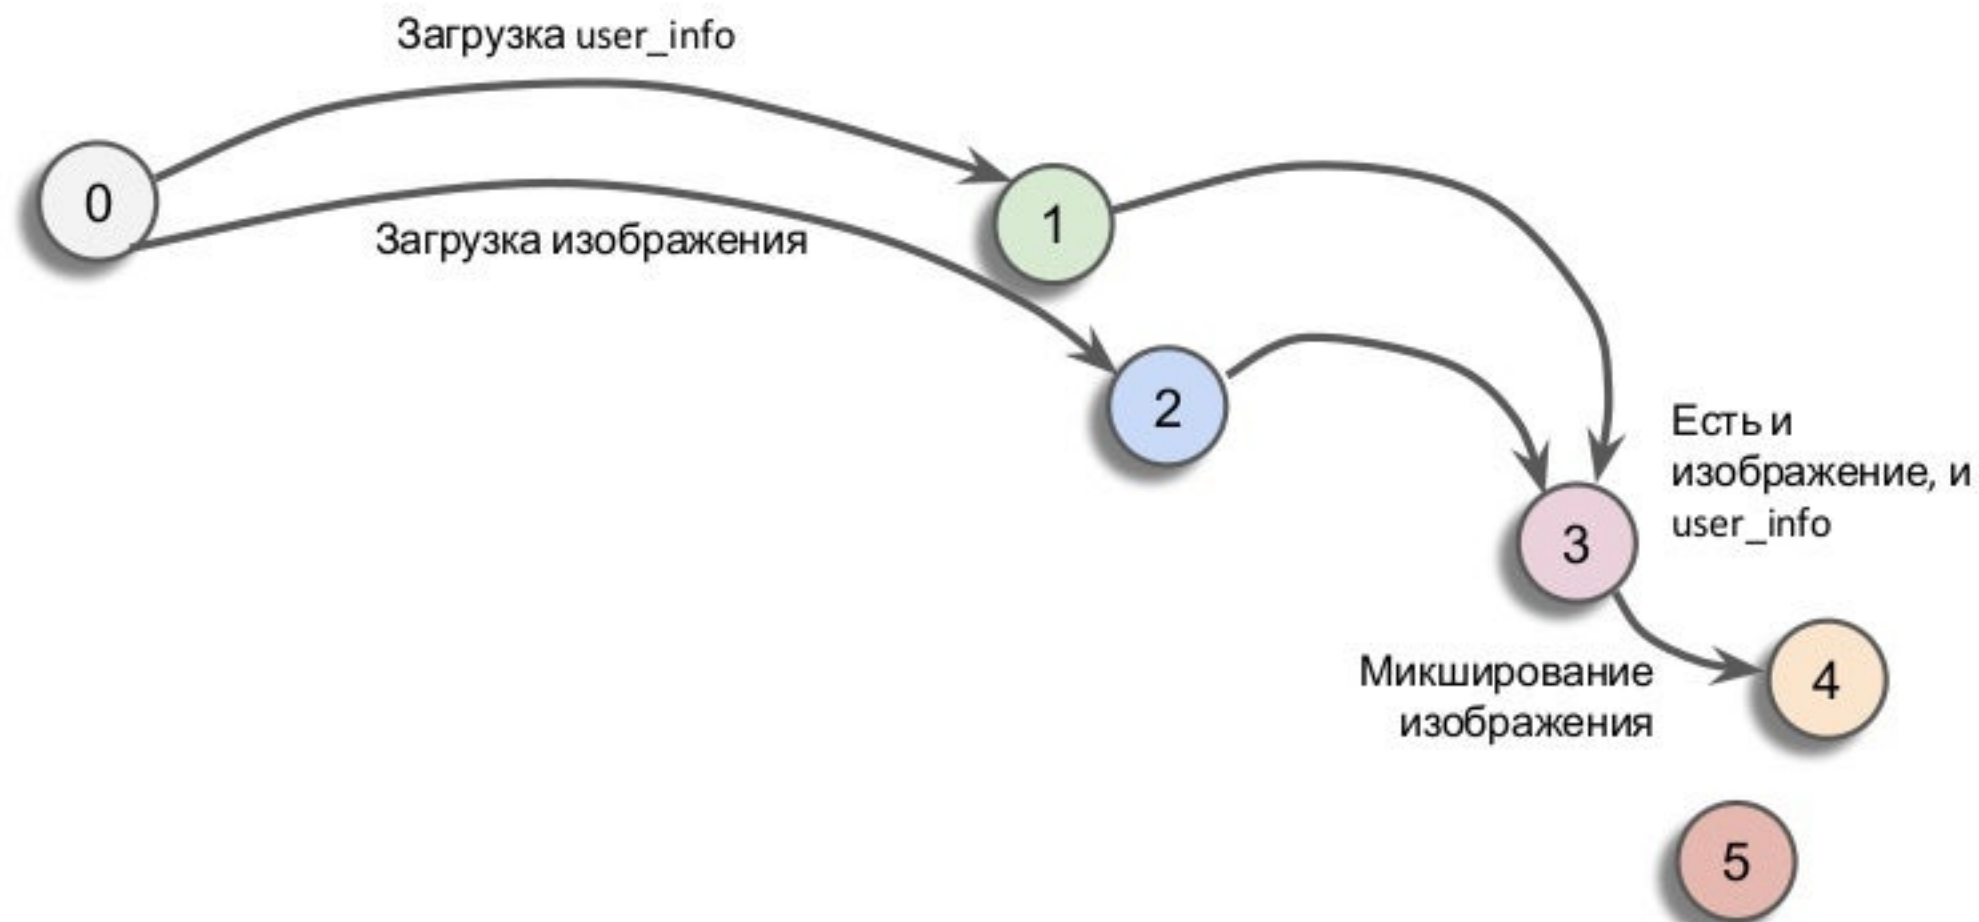 Загрузка user_info
0
Загрузка изображения
1
2
Есть и
изображение, и
user_info
3
Микширование
изображения
4
5